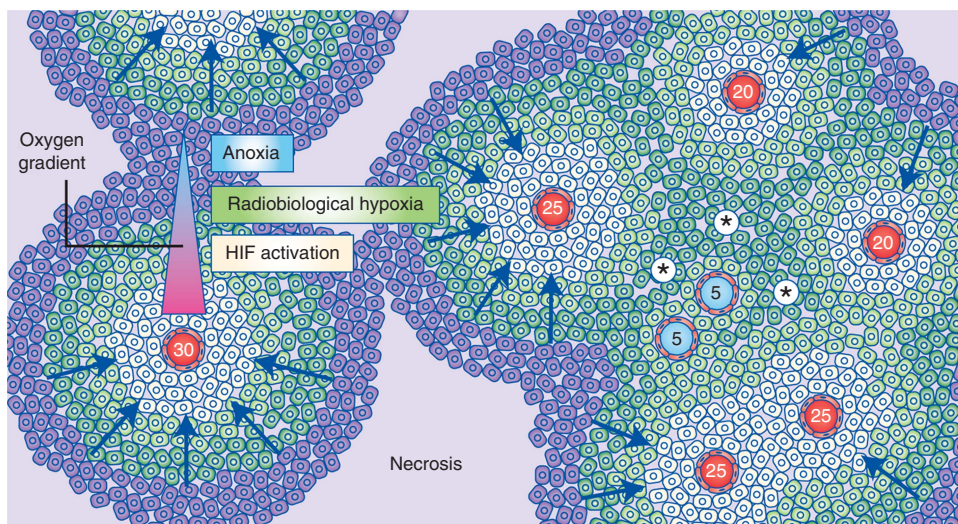 20
Oxygen
gradient
Anoxia
Radiobiological hypoxia
HIF activation
25
*
20
*
5
*
30
5
25
Necrosis
25